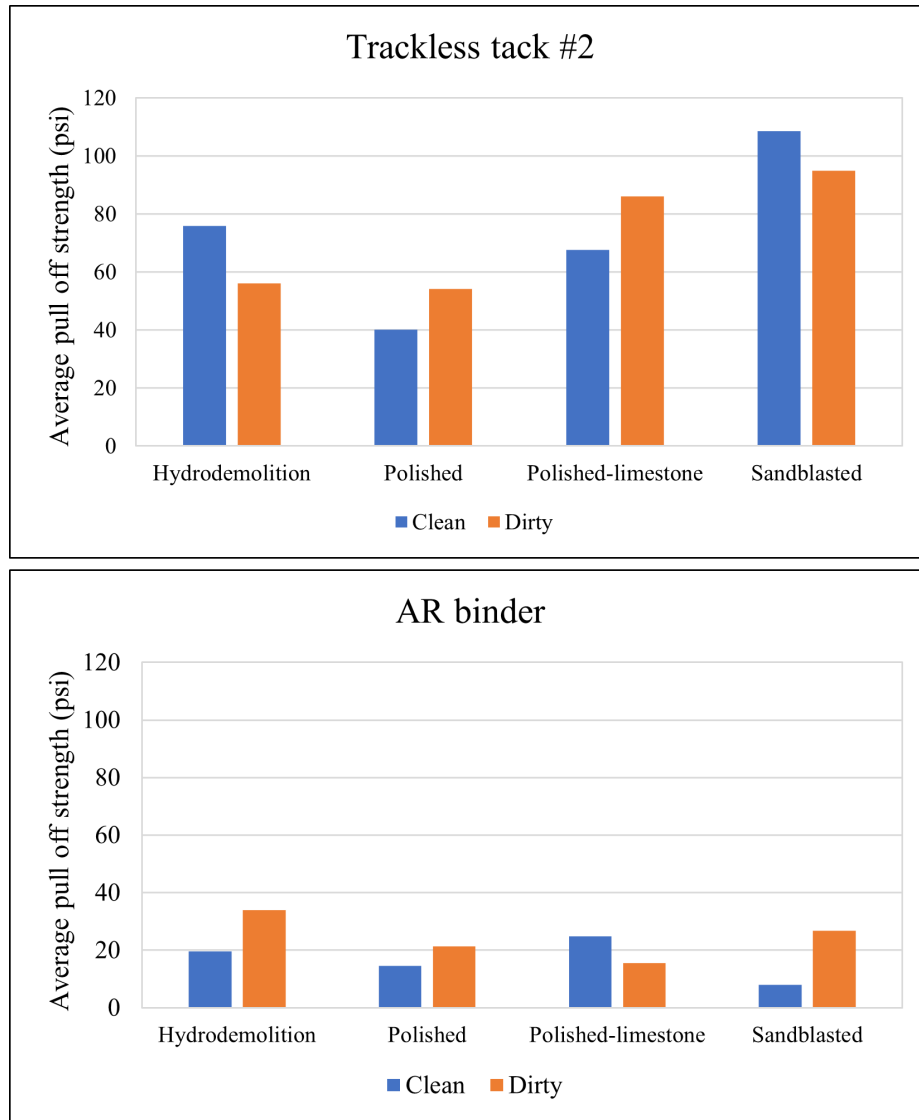 Trackless tack #2
Average pull off strength (psi)
120
100
80
60
40
20
0
Hydrodemolition Polished Polished-limestone Sandblasted
Clean Dirty
AR binder
Average pull off strength (psi)
120
100
80
60
40
20
0
Hydrodemolition Polished Polished-limestone Sandblasted
Clean Dirty